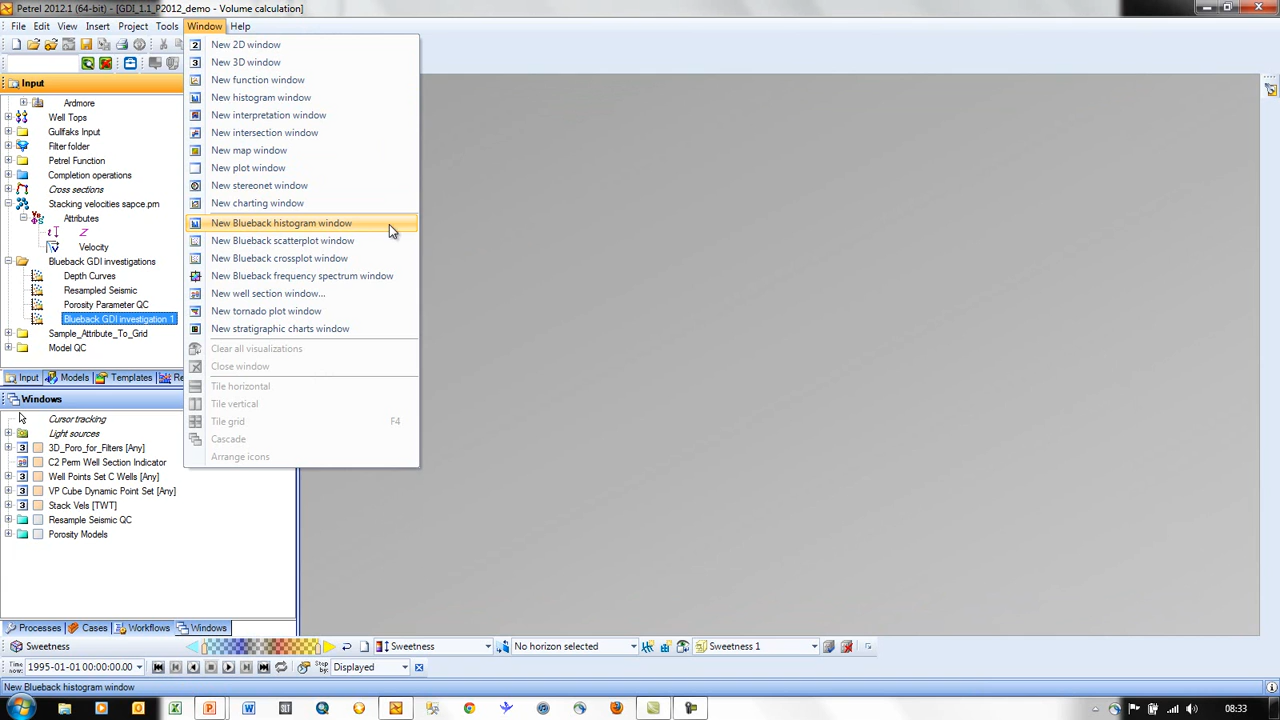 Petrel 2012.1 (64-bit) - [GDI_1.1_P2012_demo - Volume calculation]
File Edit View Insert Project Tools Window Help
Input
Ardmore
Well Tops
Gullfaks Input
Filter folder
Petrel Function
Completion operations
Cross sections
Stacking velocities sapce.pm
Attributes
Z
Velocity
Blueback GDI investigations
Depth Curves
Resampled Seismic
Porosity Parameter QC
Blueback GDI investigation 1
Sample_Attribute_To_Grid
Model QC
Input Models Templates Re
Windows
Cursor tracking
Light sources
3D_Poro_for_Filters [Any]
C2 Perm Well Section Indicator
Well Points Set C Wells [Any]
VP Cube Dynamic Point Set [Any]
Stack Vels [TWT]
Resample Seismic QC
Porosity Models
Processes Cases Workflows Windows
New 2D window
New 3D window
New function window
New histogram window
New interpretation window
New intersection window
New map window
New plot window
New stereonet window
New charting window
New Blueback histogram window
New Blueback scatterplot window
New Blueback crossplot window
New Blueback frequency spectrum window
New well section window...
New tornado plot window
New stratigraphic charts window
Clear all visualizations
Close window
Tile horizontal
Tile vertical
Tile grid F4
Cascade
Arrange icons
Sweetness Sweetness No horizon selected Sweetness 1
Time now: 1995-01-01 00:00:00.00 Step by: Displayed
New Blueback histogram window
08:33